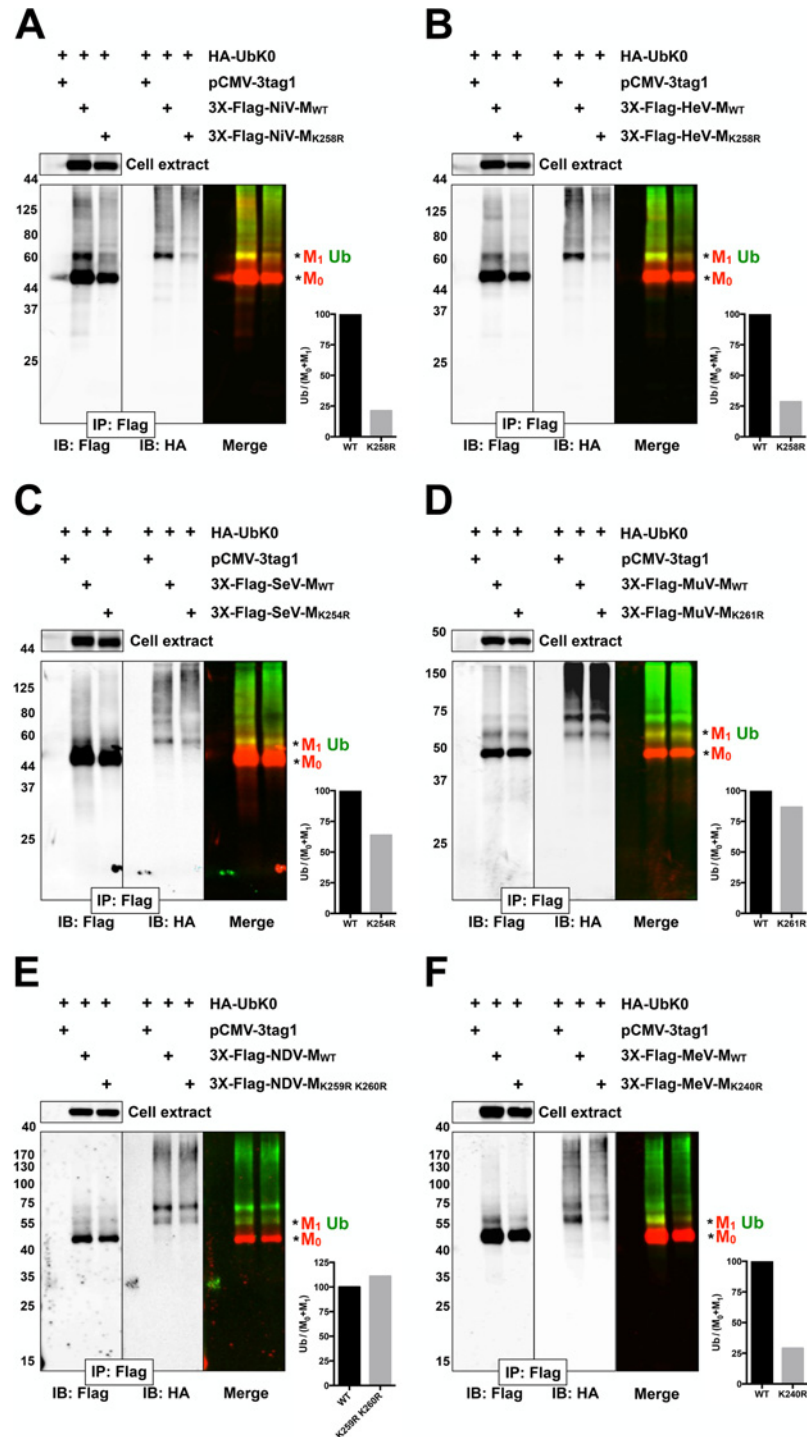 A
+ + + + + + HA-UbK0
+ + pCMV-3tag1
+ + 3X-Flag-NiV-MWT
+ + 3X-Flag-NiV-MK258R
Cell extract
44
125
60
44
37
25
* M1 Ub
* M0
Ub / (M0+M1)
100
75
50
25
0
WT K258R
IP: Flag
IB: Flag IB: HA Merge
B
+ + + + + + HA-UbK0
+ + pCMV-3tag1
+ + 3X-Flag-HeV-MWT
+ + 3X-Flag-HeV-MK258R
Cell extract
44
125
60
44
37
25
* M1 Ub
* M0
Ub / (M0+M1)
100
75
50
25
0
WT K258R
IP: Flag
IB: Flag IB: HA Merge
C
+ + + + + + HA-UbK0
+ + pCMV-3tag1
+ + 3X-Flag-SeV-MWT
+ + 3X-Flag-SeV-MK254R
Cell extract
44
125
60
44
37
25
* M1 Ub
* M0
Ub / (M0+M1)
100
75
50
25
0
WT K254R
IP: Flag
IB: Flag IB: HA Merge
D
+ + + + + + HA-UbK0
+ + pCMV-3tag1
+ + 3X-Flag-MuV-MWT
+ + 3X-Flag-MuV-MK261R
Cell extract
50
150
75
50
37
25
* M1 Ub
* M0
Ub / (M0+M1)
100
75
50
25
0
WT K261R
IP: Flag
IB: Flag IB: HA Merge
E
+ + + + + + HA-UbK0
+ + pCMV-3tag1
+ + 3X-Flag-NDV-MWT
+ + 3X-Flag-NDV-MK259R K260R
Cell extract
40
170
130
100
75
55
40
35
25
15
* M1 Ub
* M0
Ub / (M0+M1)
125
100
75
50
25
0
WT K259R K260R
IP: Flag
IB: Flag IB: HA Merge
F
+ + + + + + HA-UbK0
+ + pCMV-3tag1
+ + 3X-Flag-MeV-MWT
+ + 3X-Flag-MeV-MK240R
Cell extract
40
170
130
100
75
55
40
35
25
15
* M1 Ub
* M0
Ub / (M0+M1)
100
75
50
25
0
WT K240R
IP: Flag
IB: Flag IB: HA Merge